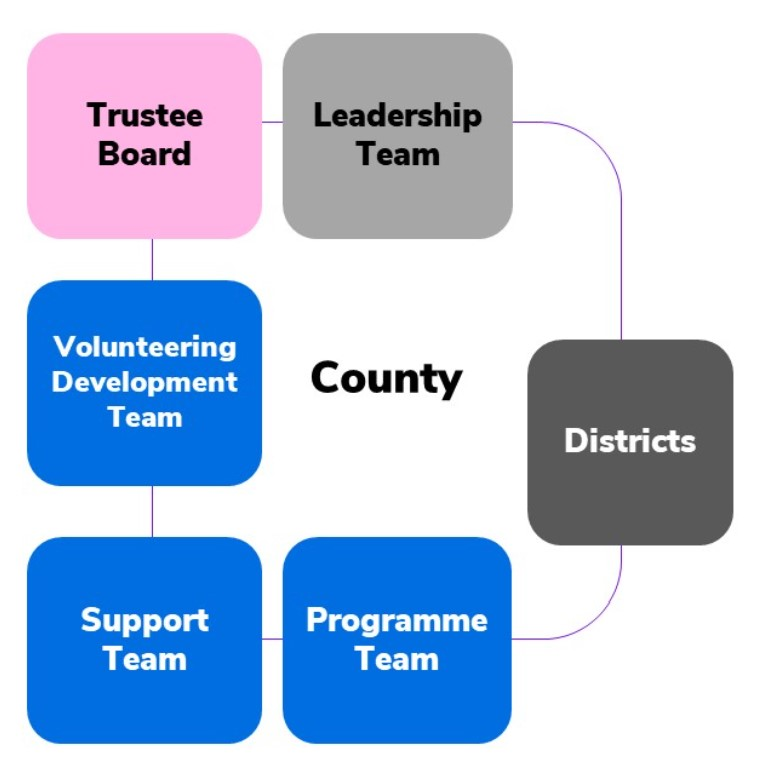 Trustee
Board
Leadership
Team
Volunteering
Development
Team
County
Districts
Support
Team
Programme
Team